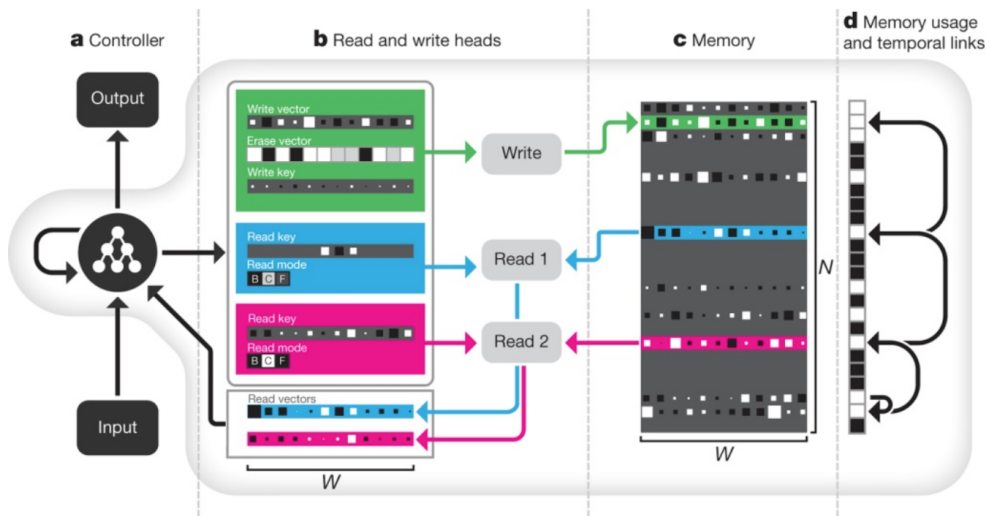 a Controller
b Read and write heads
c Memory
d Memory usage
and temporal links
Output
Input
Write vector
Erase vector
Write key
Read key
Read mode
B C F
Read key
Read mode
B C F
Read vectors
W
Write
Read 1
Read 2
N
W